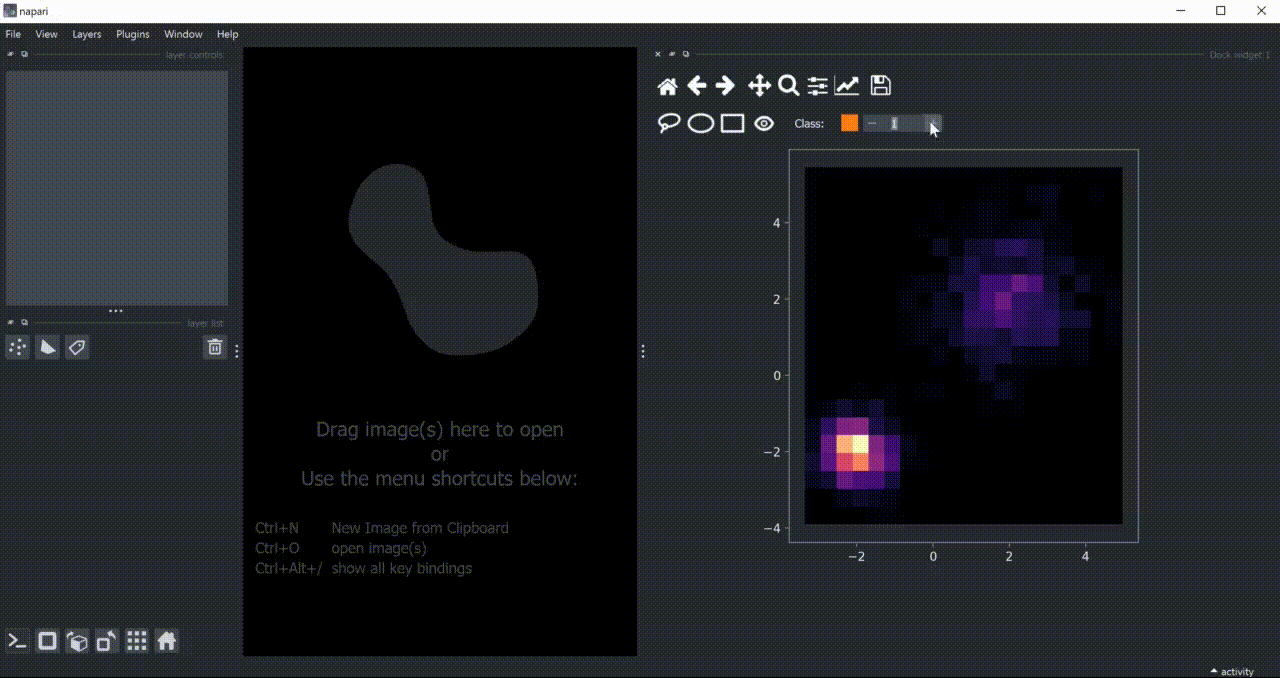 napari
File View Layers Plugins Window Help
layer controls
Dock widget 1
Class: 1
layer list
Drag image(s) here to open
or
Use the menu shortcuts below:
Ctrl+N New Image from Clipboard
Ctrl+O open image(s)
Ctrl+Alt+/ show all key bindings
4
2
0
−2
−4
−2 0 2 4
activity